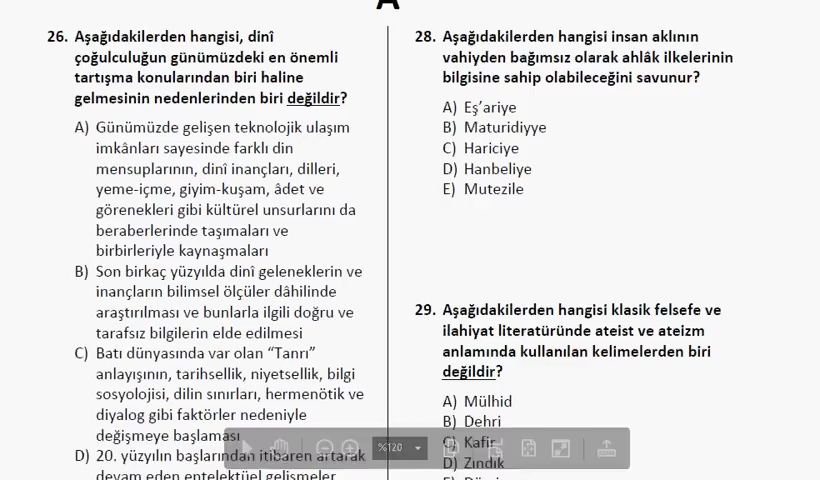 26. Aşağıdakilerden hangisi, dinî
çoğulculuğun günümüzdeki en önemli
tartışma konularından biri haline
gelmesinin nedenlerinden biri değildir?
A) Günümüzde gelişen teknolojik ulaşım
imkânları sayesinde farklı din
mensuplarının, dinî inançları, dilleri,
yeme-içme, giyim-kuşam, âdet ve
görenekleri gibi kültürel unsurlarını da
beraberlerinde taşımaları ve
birbirleriyle kaynaşmaları
B) Son birkaç yüzyılda dinî geleneklerin ve
inançların bilimsel ölçüler dâhilinde
araştırılması ve bunlarla ilgili doğru ve
tarafsız bilgilerin elde edilmesi
C) Batı dünyasında var olan “Tanrı”
anlayışının, tarihsellik, niyetsellik, bilgi
sosyolojisi, dilin sınırları, hermenötik ve
diyalog gibi faktörler nedeniyle
değişmeye başlaması
D) 20. yüzyılın başlarından itibaren artarak
devam eden entelektüel gelişmeler
28. Aşağıdakilerden hangisi insan aklının
vahiyden bağımsız olarak ahlâk ilkelerinin
bilgisine sahip olabileceğini savunur?
A) Eş’ariye
B) Maturidiyye
C) Hariciye
D) Hanbeliye
E) Mutezile
29. Aşağıdakilerden hangisi klasik felsefe ve
ilahiyat literatüründe ateist ve ateizm
anlamında kullanılan kelimelerden biri
değildir?
A) Mülhid
B) Dehri
C) Kafir
D) Zındık
%120